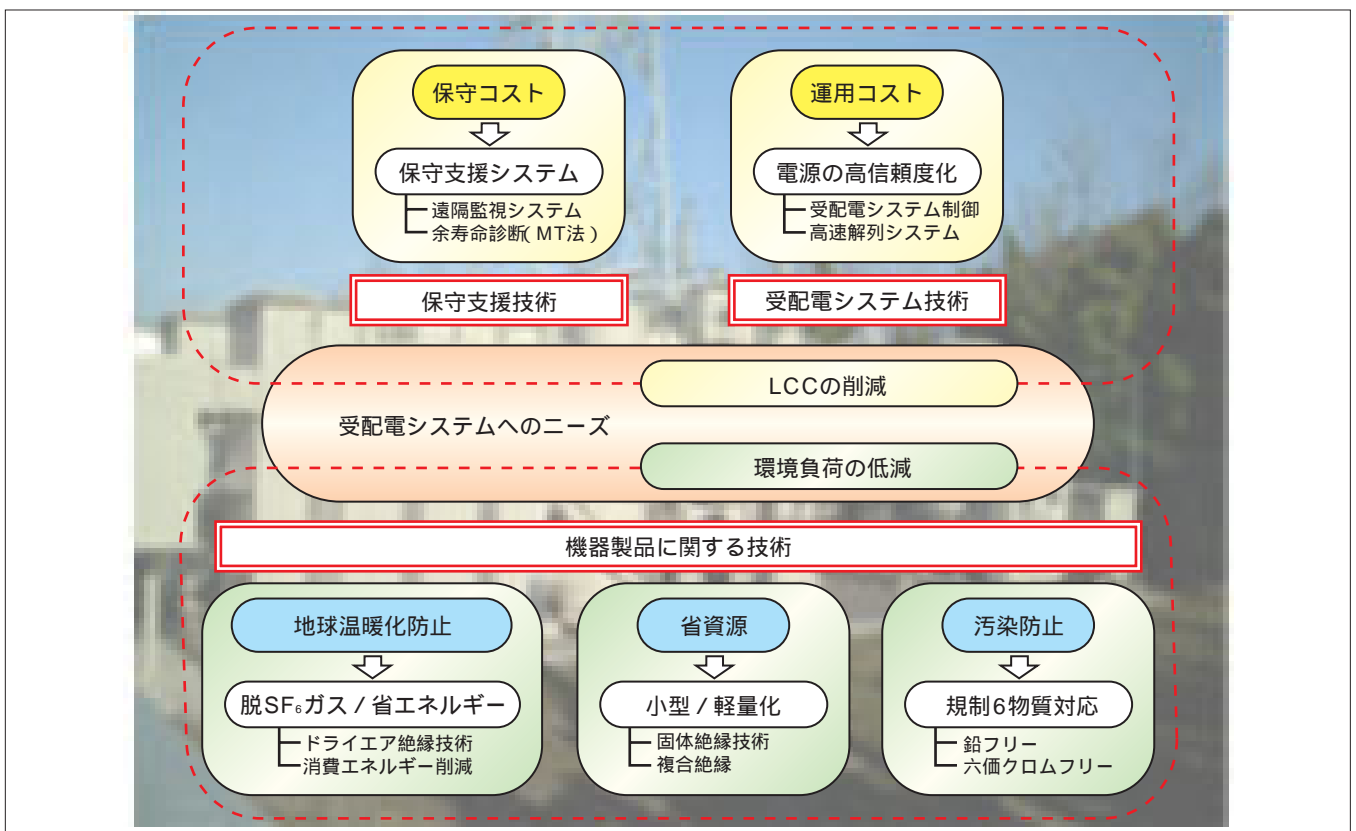 保守コスト
保守支援システム
遠隔監視システム
余寿命診断(MT法)
保守支援技術
運用コスト
電源の高信頼度化
受配電システム制御
高速解列システム
受配電システム技術
LCCの削減
受配電システムへのニーズ
環境負荷の低減
機器製品に関する技術
地球温暖化防止
脱SF₆ガス/省エネルギー
ドライエア絶縁技術
消費エネルギー削減
省資源
小型/軽量化
固体絶縁技術
複合絶縁
汚染防止
規制6物質対応
鉛フリー
六価クロムフリー